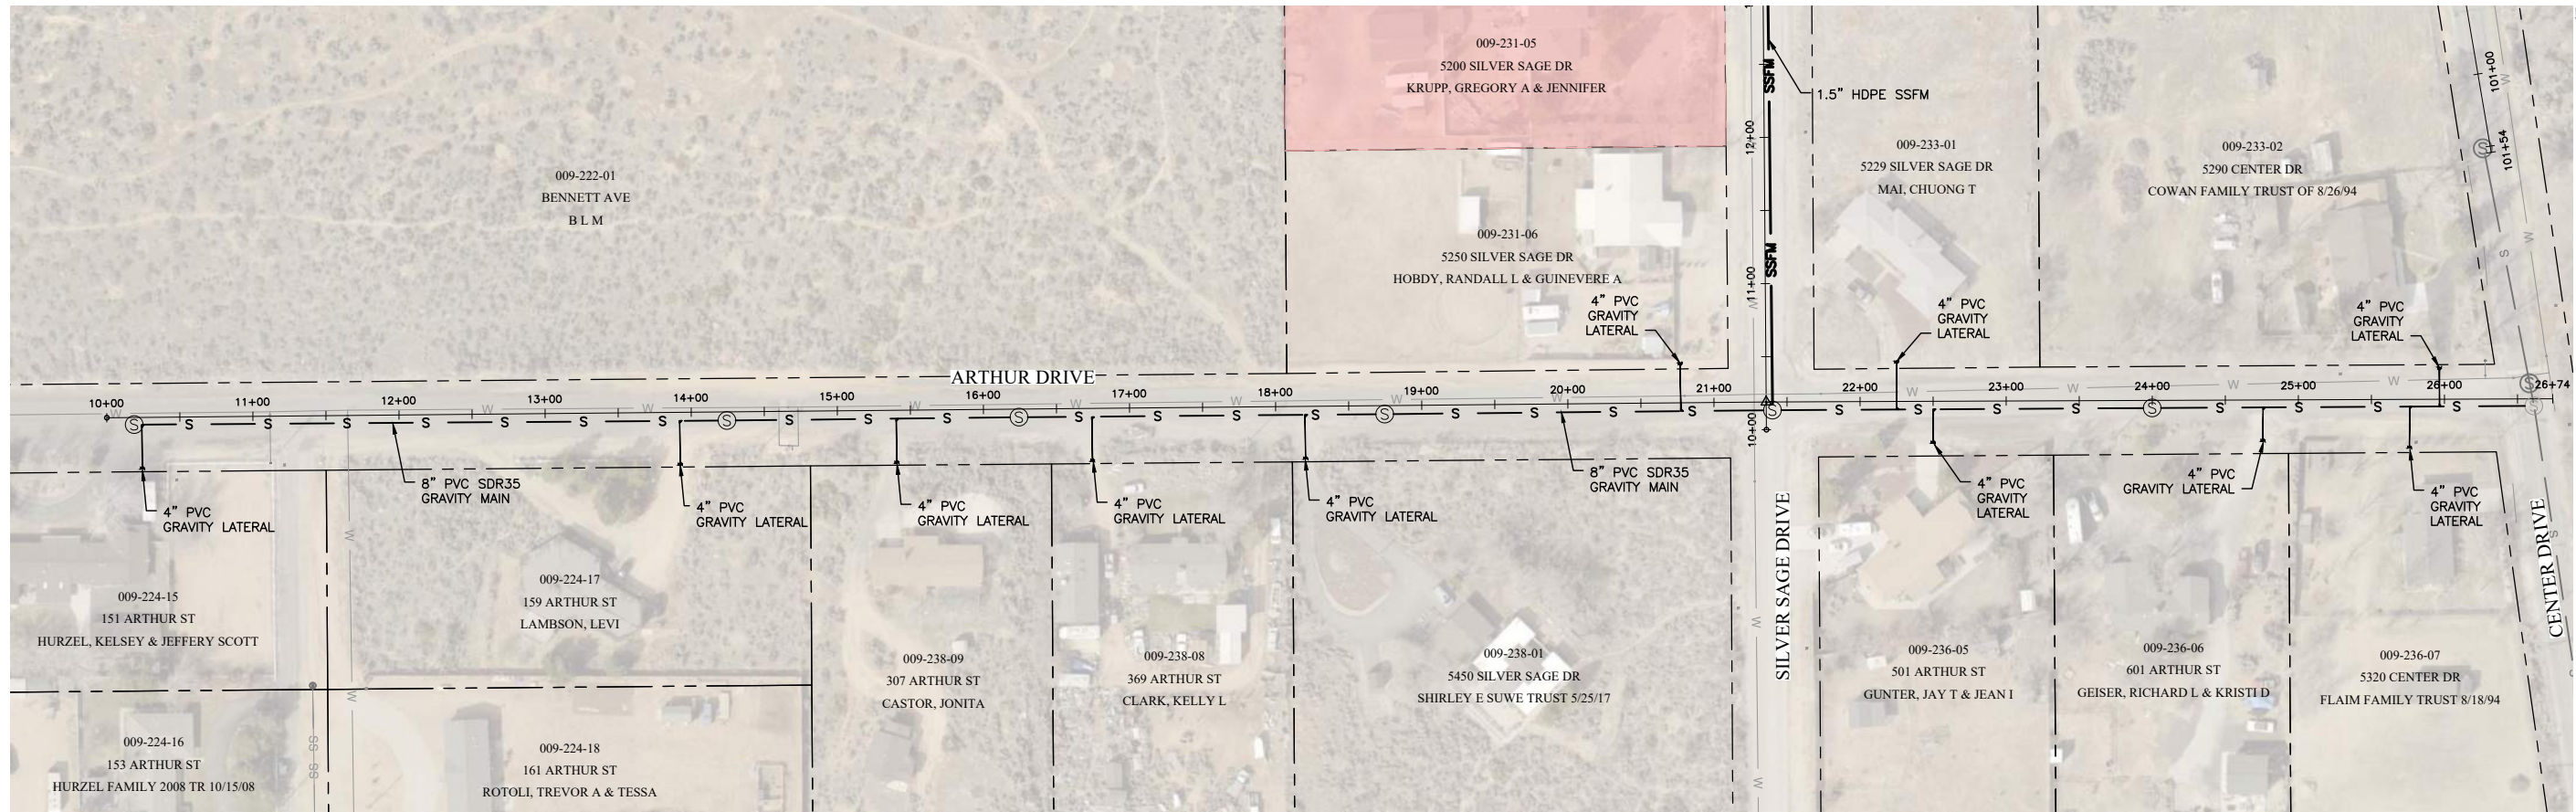 009-231-05
5200 SILVER SAGE DR
KRUPP, GREGORY A & JENNIFER
SSFM
1.5" HDPE SSFM
101+00
W
12+00
101+54
S
009-222-01
BENNETT AVE
B L M
009-233-01
5229 SILVER SAGE DR
MAI, CHUONG T
009-233-02
5290 CENTER DR
COWAN FAMILY TRUST OF 8/26/94
009-231-06
5250 SILVER SAGE DR
HOBDY, RANDALL L & GUINEVERE A
SSFM
W
S
11+00
W
4" PVC
GRAVITY
LATERAL
4" PVC
GRAVITY
LATERAL
4" PVC
GRAVITY
LATERAL
ARTHUR DRIVE
10+00 11+00 12+00 13+00 14+00 15+00 16+00 17+00 18+00 19+00 20+00 21+00 22+00 23+00 24+00 25+00 26+00 26+74
W W W W W W W W W
S S S S S S S S S S S S S S S S S S S S S S S S S S S S S S S S S S S
10+00
8" PVC SDR35
GRAVITY MAIN
8" PVC SDR35
GRAVITY MAIN
4" PVC
GRAVITY LATERAL
4" PVC
GRAVITY LATERAL
4" PVC
GRAVITY LATERAL
4" PVC
GRAVITY LATERAL
4" PVC
GRAVITY LATERAL
4" PVC
GRAVITY
LATERAL
4" PVC
GRAVITY LATERAL
4" PVC
GRAVITY
LATERAL
SILVER SAGE DRIVE
CENTER DRIVE
W
W
S
009-224-15
151 ARTHUR ST
HURZEL, KELSEY & JEFFERY SCOTT
009-224-17
159 ARTHUR ST
LAMBSON, LEVI
009-238-09
307 ARTHUR ST
CASTOR, JONITA
009-238-08
369 ARTHUR ST
CLARK, KELLY L
009-238-01
5450 SILVER SAGE DR
SHIRLEY E SUWE TRUST 5/25/17
009-236-05
501 ARTHUR ST
GUNTER, JAY T & JEAN I
009-236-06
601 ARTHUR ST
GEISER, RICHARD L & KRISTI D
009-236-07
5320 CENTER DR
FLAIM FAMILY TRUST 8/18/94
W
009-224-16
153 ARTHUR ST
HURZEL FAMILY 2008 TR 10/15/08
SS SS
009-224-18
161 ARTHUR ST
ROTOLI, TREVOR A & TESSA
W